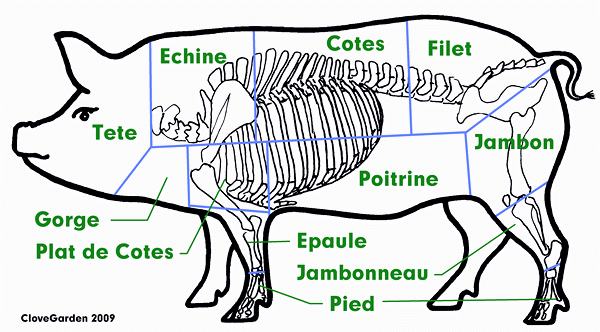 Echine
Cotes
Filet
Tete
Jambon
Poitrine
Gorge
Plat de Cotes
Epaule
Jambonneau
Pied
CloveGarden 2009